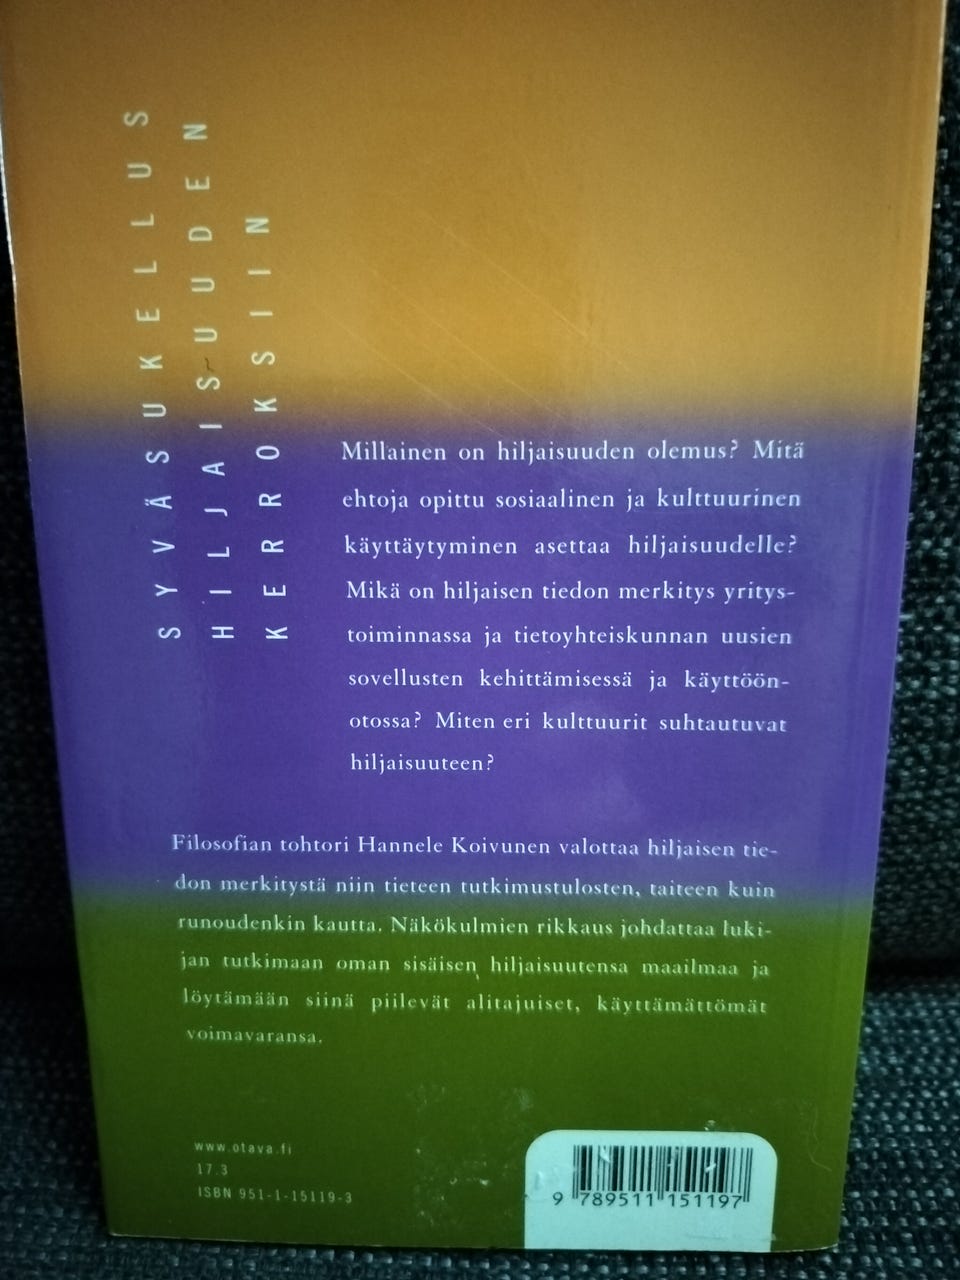 SYVÄSUKELLUS
HILJAISUUDEN
KERROKSIIN
Millainen on hiljaisuuden olemus? Mitä
ehtoja opittu sosiaalinen ja kulttuurinen
käyttäytyminen asettaa hiljaisuudelle?
Mikä on hiljaisen tiedon merkitys yritys-
toiminnassa ja tietoyhteiskunnan uusien
sovellusten kehittämisessä ja käyttöön-
otossa? Miten eri kulttuurit suhtautuvat
hiljaisuuteen?
Filosofian tohtori Hannele Koivunen valottaa hiljaisen tie-
don merkitystä niin tieteen tutkimustulosten, taiteen kuin
runoudenkin kautta. Näkökulmien rikkaus johdattaa luki-
jan tutkimaan oman sisäisen hiljaisuutensa maailmaa ja
löytämään siinä piilevät alitajuiset, käyttämättömät
voimavaransa.
www.otava.fi
17.3
ISBN 951-1-15119-3
9 789511 151197